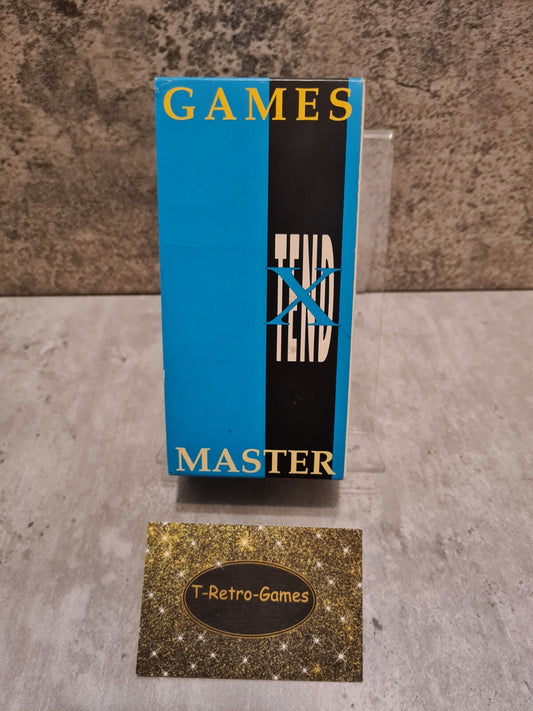 GAMES
X
TEND
MASTER
T-Retro-Games